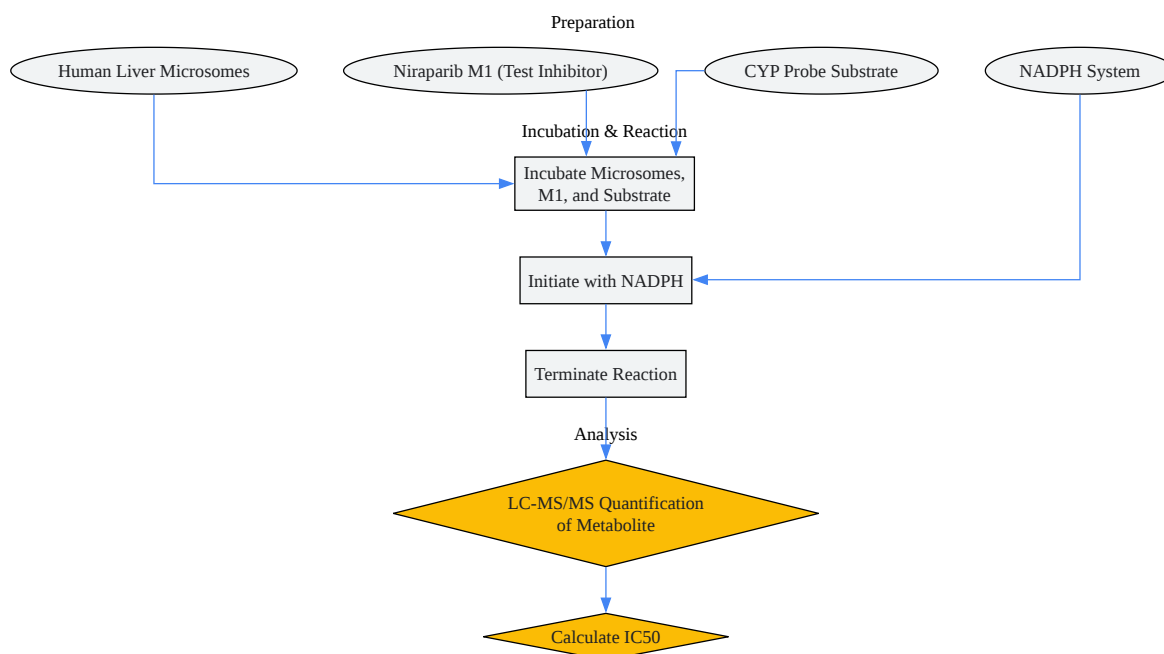 Preparation
Human Liver Microsomes
Niraparib M1 (Test Inhibitor)
CYP Probe Substrate
NADPH System
Incubation & Reaction
Incubate Microsomes,
M1, and Substrate
Initiate with NADPH
Terminate Reaction
Analysis
LC-MS/MS Quantification
of Metabolite
Calculate IC50